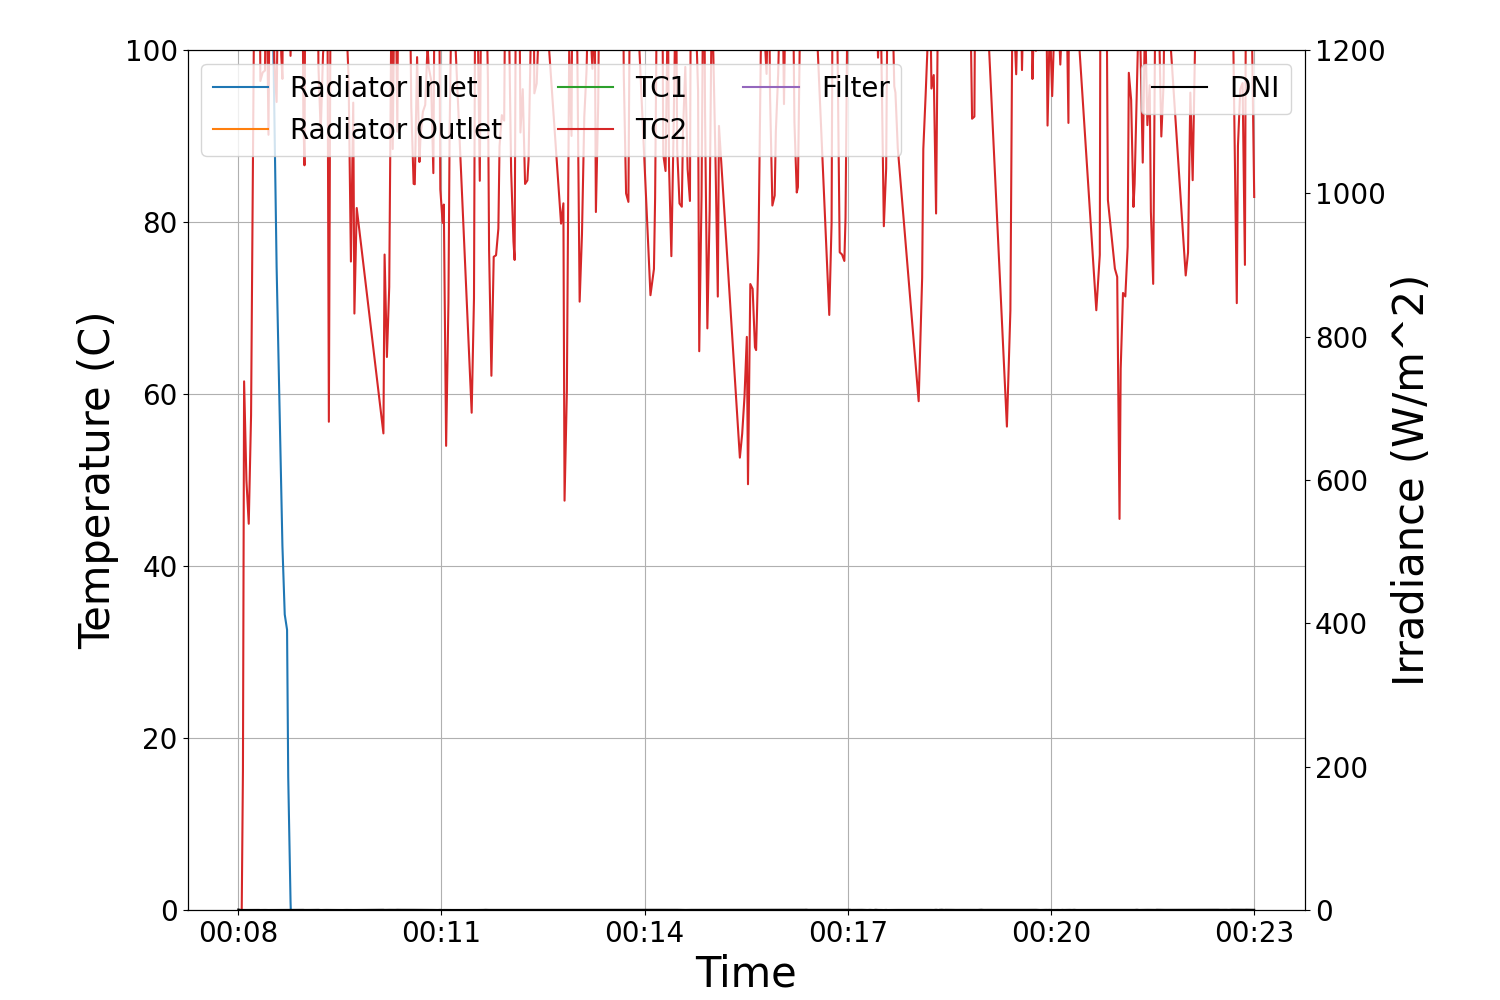 100
80
60
40
20
0
Temperature (C)
Radiator Inlet
Radiator Outlet
TC1
TC2
Filter
DNI
1200
1000
800
600
400
200
0
Irradiance (W/m^2)
00:08 00:11 00:14 00:17 00:20 00:23
Time